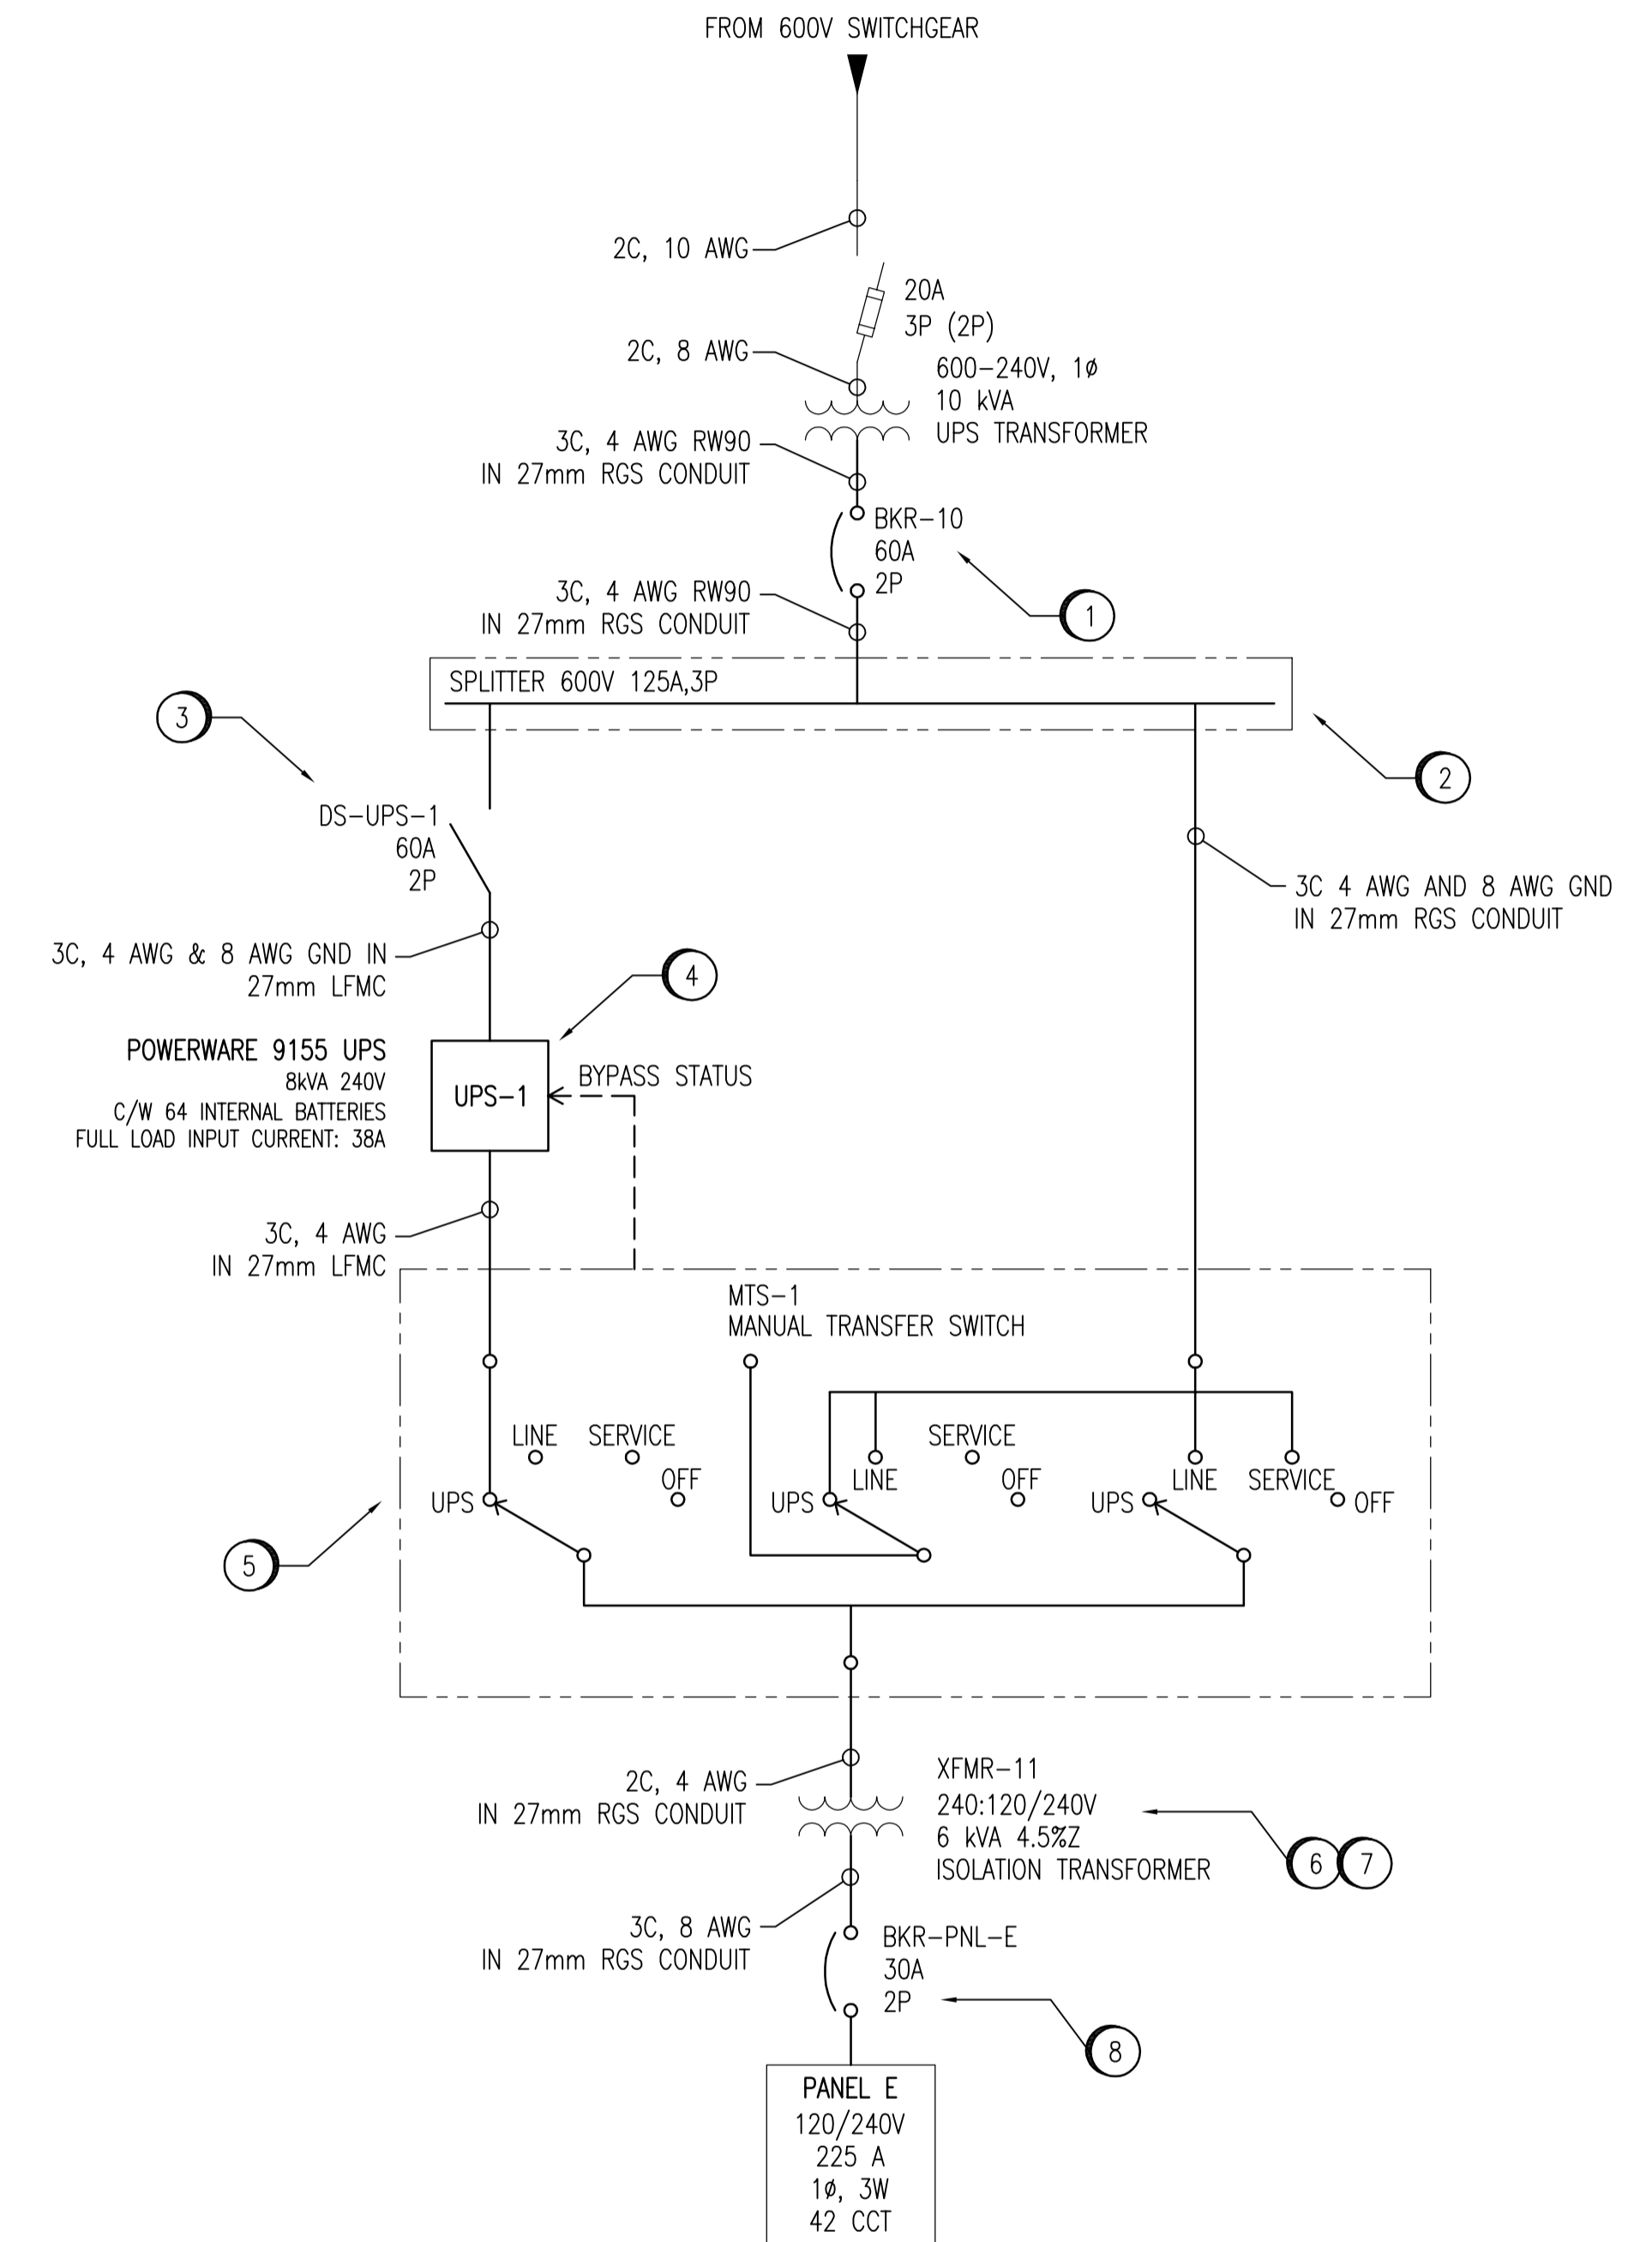 FROM 600V SWITCHGEAR
2C, 10 AWG
20A
3P (2P)
2C, 8 AWG
600-240V, 1ø
10 kVA
UPS TRANSFORMER
3C, 4 AWG RW90
IN 27mm RGS CONDUIT
BKR-10
60A
2P
1
3C, 4 AWG RW90
IN 27mm RGS CONDUIT
SPLITTER 600V 125A,3P
3
2
DS-UPS-1
60A
2P
3C 4 AWG AND 8 AWG GND
IN 27mm RGS CONDUIT
3C, 4 AWG & 8 AWG GND IN
27mm LFMC
4
POWERWARE 9155 UPS
8kVA 240V
C/W 64 INTERNAL BATTERIES
FULL LOAD INPUT CURRENT: 38A
UPS-1
BYPASS STATUS
3C, 4 AWG
IN 27mm LFMC
MTS-1
MANUAL TRANSFER SWITCH
LINE SERVICE
OFF
UPS
SERVICE
LINE
OFF
UPS
LINE SERVICE
UPS
OFF
5
2C, 4 AWG
IN 27mm RGS CONDUIT
XFMR-11
240:120/240V
6 kVA 4.5%Z
ISOLATION TRANSFORMER
6 7
3C, 8 AWG
IN 27mm RGS CONDUIT
BKR-PNL-E
30A
2P
8
PANEL E
120/240V
225 A
1ø, 3W
42 CCT